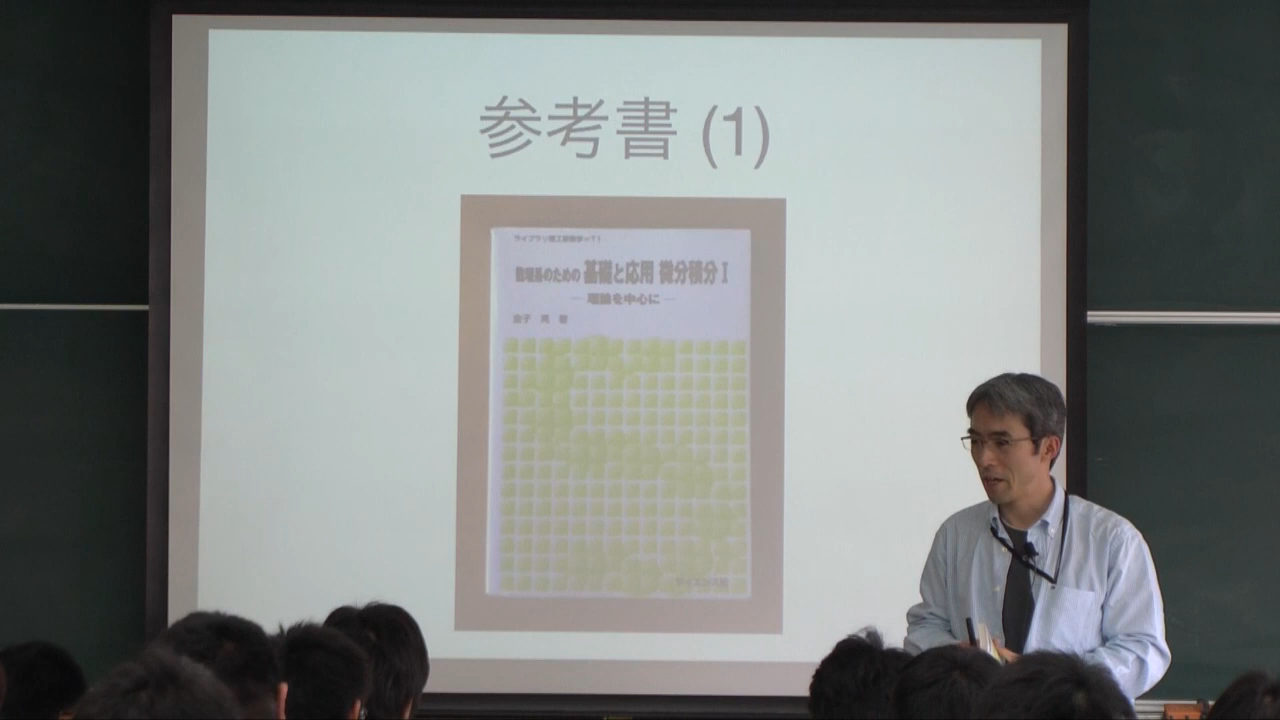 参考書 (1)
ライブラリ理工新数学=T1
数理系のための 基礎と応用 微分積分 I
― 理論を中心に ―
金子 晃 著
サイエンス社